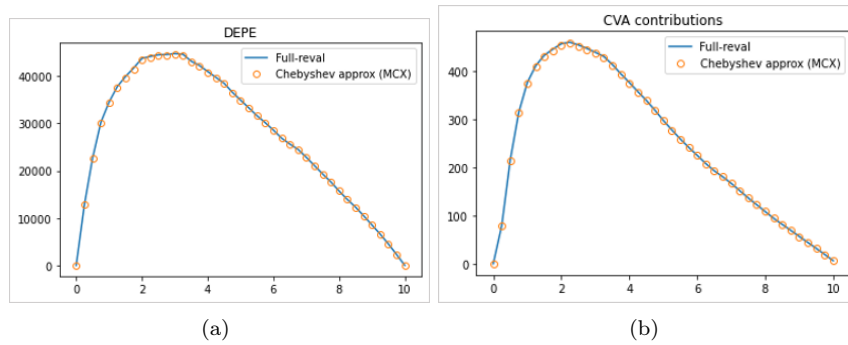 DEPE
Full-reval
Chebyshev approx (MCX)
40000
30000
20000
10000
0
0 2 4 6 8 10
(a)
CVA contributions
Full-reval
Chebyshev approx (MCX)
400
300
200
100
0
0 2 4 6 8 10
(b)